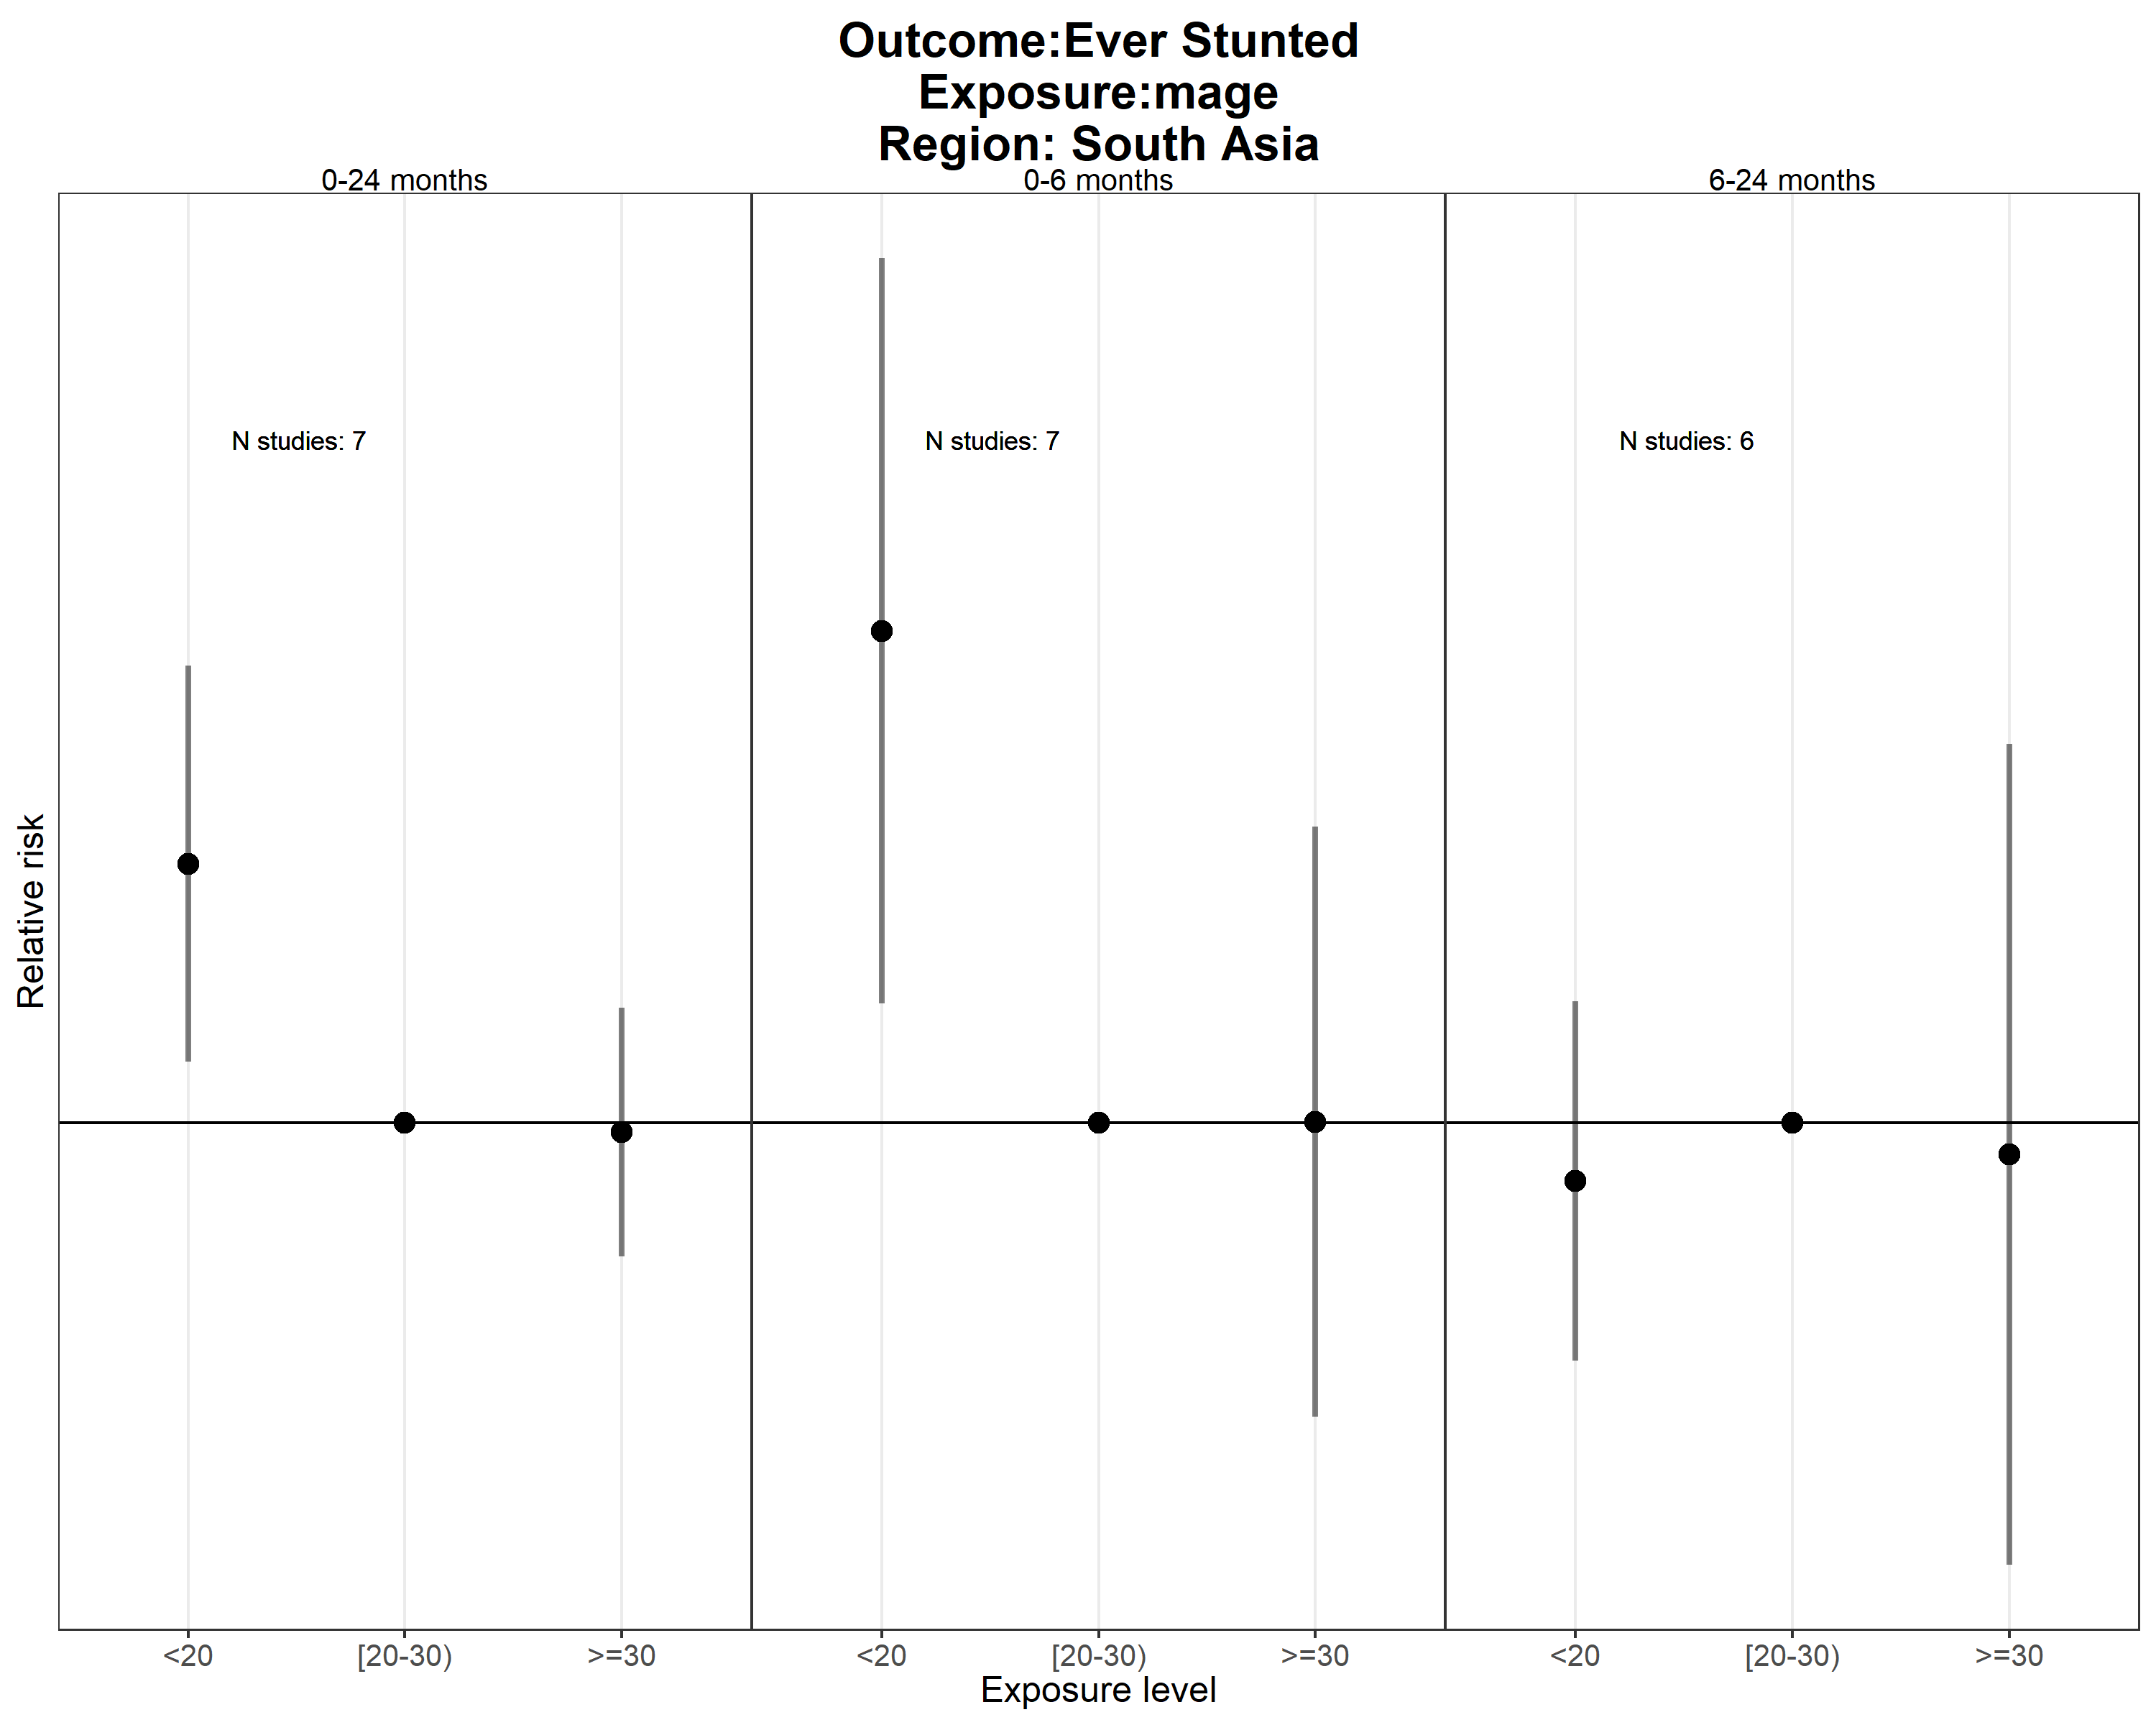 Outcome:Ever Stunted
Exposure:mage
Region: South Asia
0-24 months
0-6 months
6-24 months
N studies: 7
N studies: 7
N studies: 6
Relative risk
<20
[20-30)
>=30
<20
[20-30)
>=30
<20
[20-30)
>=30
Exposure level